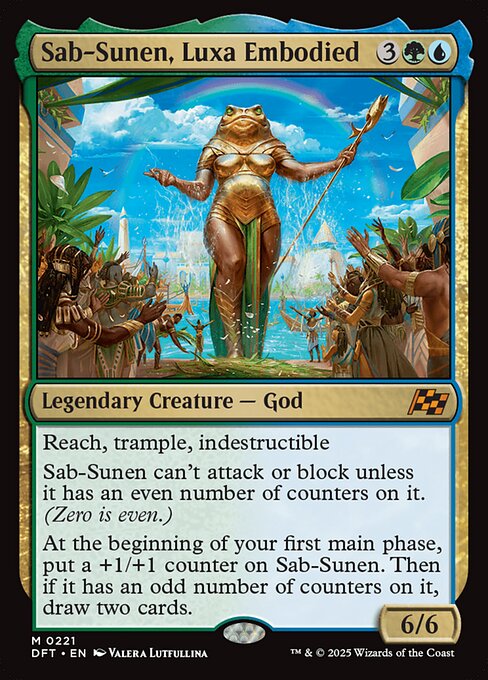 Sab-Sunen, Luxa Embodied 3
Legendary Creature — God
Reach, trample, indestructible
Sab-Sunen can't attack or block unless
it has an even number of counters on it.
(Zero is even.)
At the beginning of your first main phase,
put a +1/+1 counter on Sab-Sunen. Then
if it has an odd number of counters on it,
draw two cards.
6/6
M 0221
DFT • EN Valera Lutfullina
™ & © 2025 Wizards of the Coast